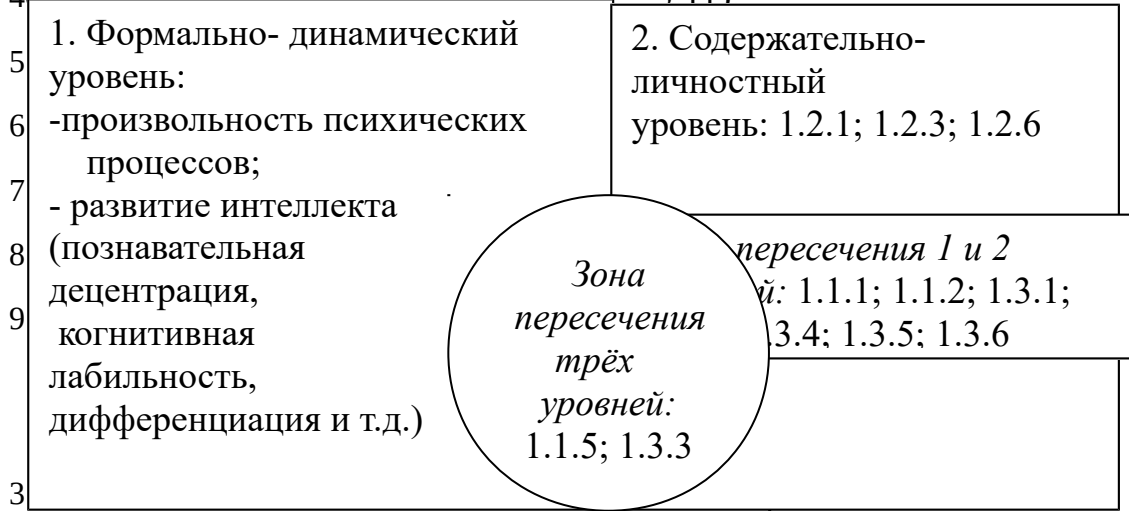 1. Формально- динамический
уровень:
-произвольность психических
процессов;
- развитие интеллекта
(познавательная
децентрация,
когнитивная
лабильность,
дифференциация и т.д.)
2. Содержательно-
личностный
уровень: 1.2.1; 1.2.3; 1.2.6
пересечения 1 и 2
й: 1.1.1; 1.1.2; 1.3.1;
.3.4; 1.3.5; 1.3.6
Зона
пересечения
трёх
уровней:
1.1.5; 1.3.3
5
6
7
8
9
3